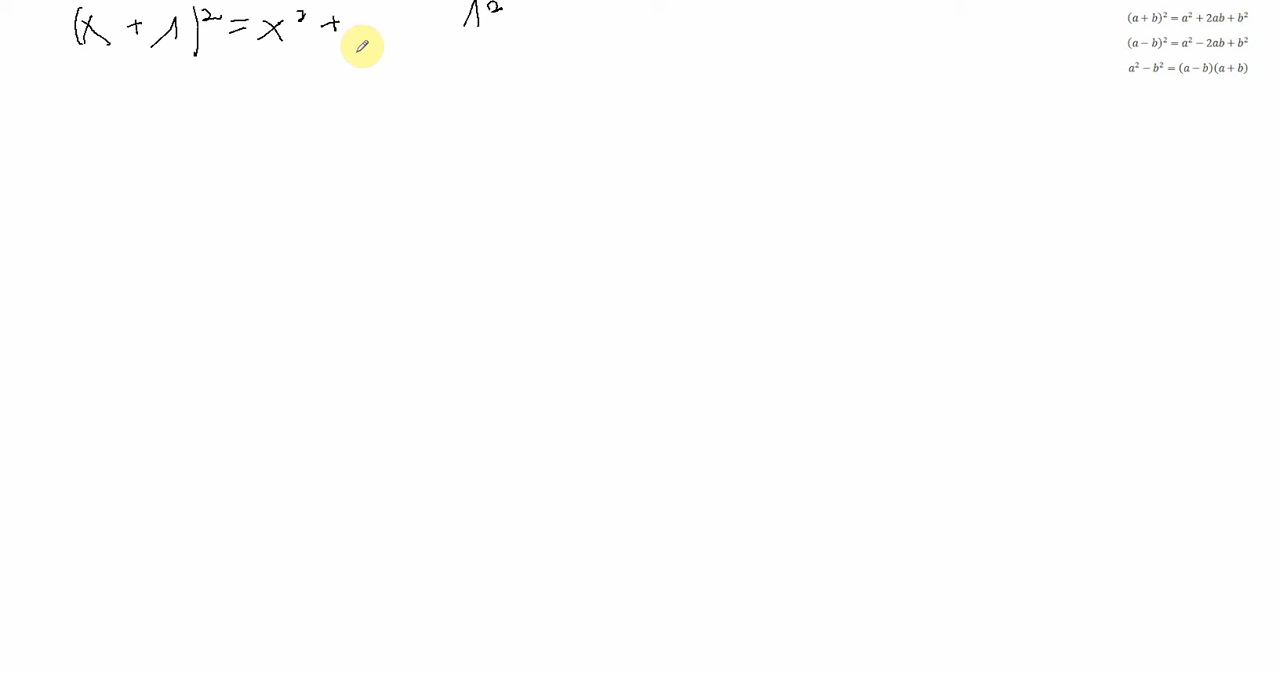 (x + 1)² = x² + 1²
(a + b)² = a² + 2ab + b²
(a − b)² = a² − 2ab + b²
a² − b² = (a − b)(a + b)